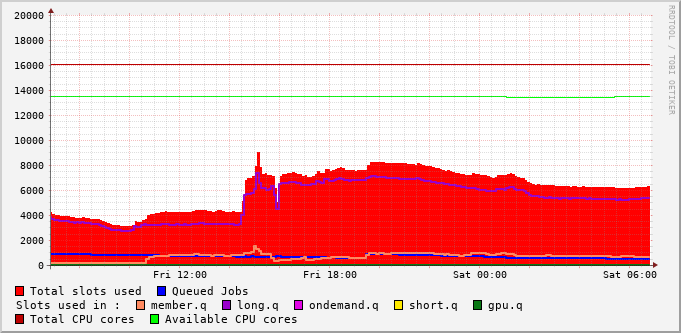 20000
18000
16000
14000
12000
10000
8000
6000
4000
2000
0
Fri 12:00 Fri 18:00 Sat 00:00 Sat 06:00
RRDTOOL / TOBI OETIKER
Total slots used Queued Jobs
Slots used in : member.q long.q ondemand.q short.q gpu.q
Total CPU cores Available CPU cores